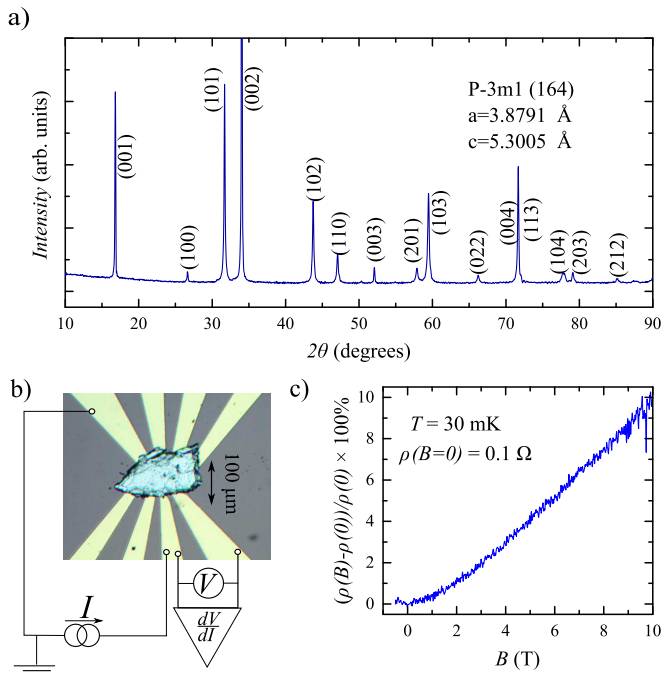 a)
Intensity (arb. units)
(001)
(100)
(101)
(002)
(102)
(110)
(003)
(201)
(103)
(022)
(004)
(113)
(104)
(203)
(212)
P-3m1 (164)
a=3.8791 Å
c=5.3005 Å
10 20 30 40 50 60 70 80 90
2θ (degrees)
b)
100 μm
I
V
dV
dI
c)
(ρ(B)-ρ(0))/ρ(0) × 100%
10
8
6
4
2
0
T = 30 mK
ρ(B=0) = 0.1 Ω
0 2 4 6 8 10
B (T)